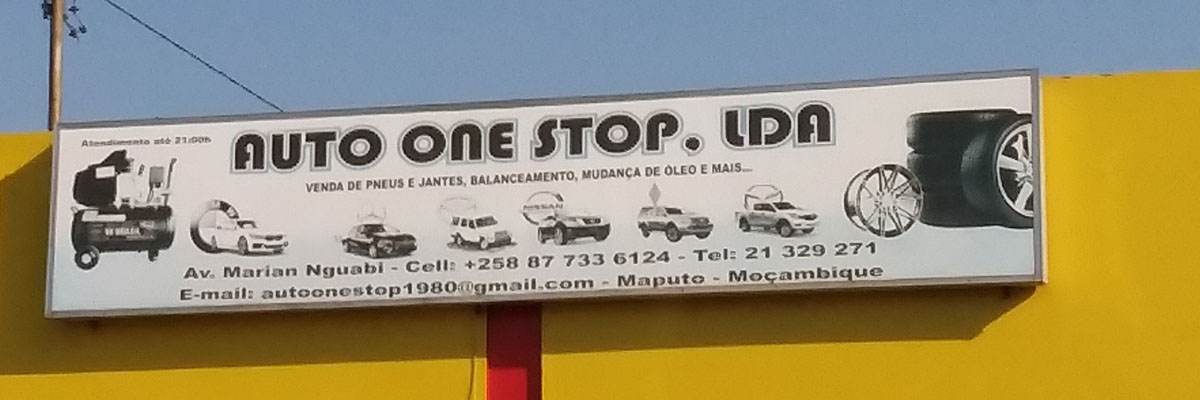 Atendimento até 21:00h
AUTO ONE STOP. LDA
VENDA DE PNEUS E JANTES, BALANCEAMENTO, MUDANÇA DE ÓLEO E MAIS...
NISSAN
Av. Marian Nguabi - Cell: +258 87 733 6124 - Tel: 21 329 271
E-mail: autoonestop1980@gmail.com - Maputo - Moçambique